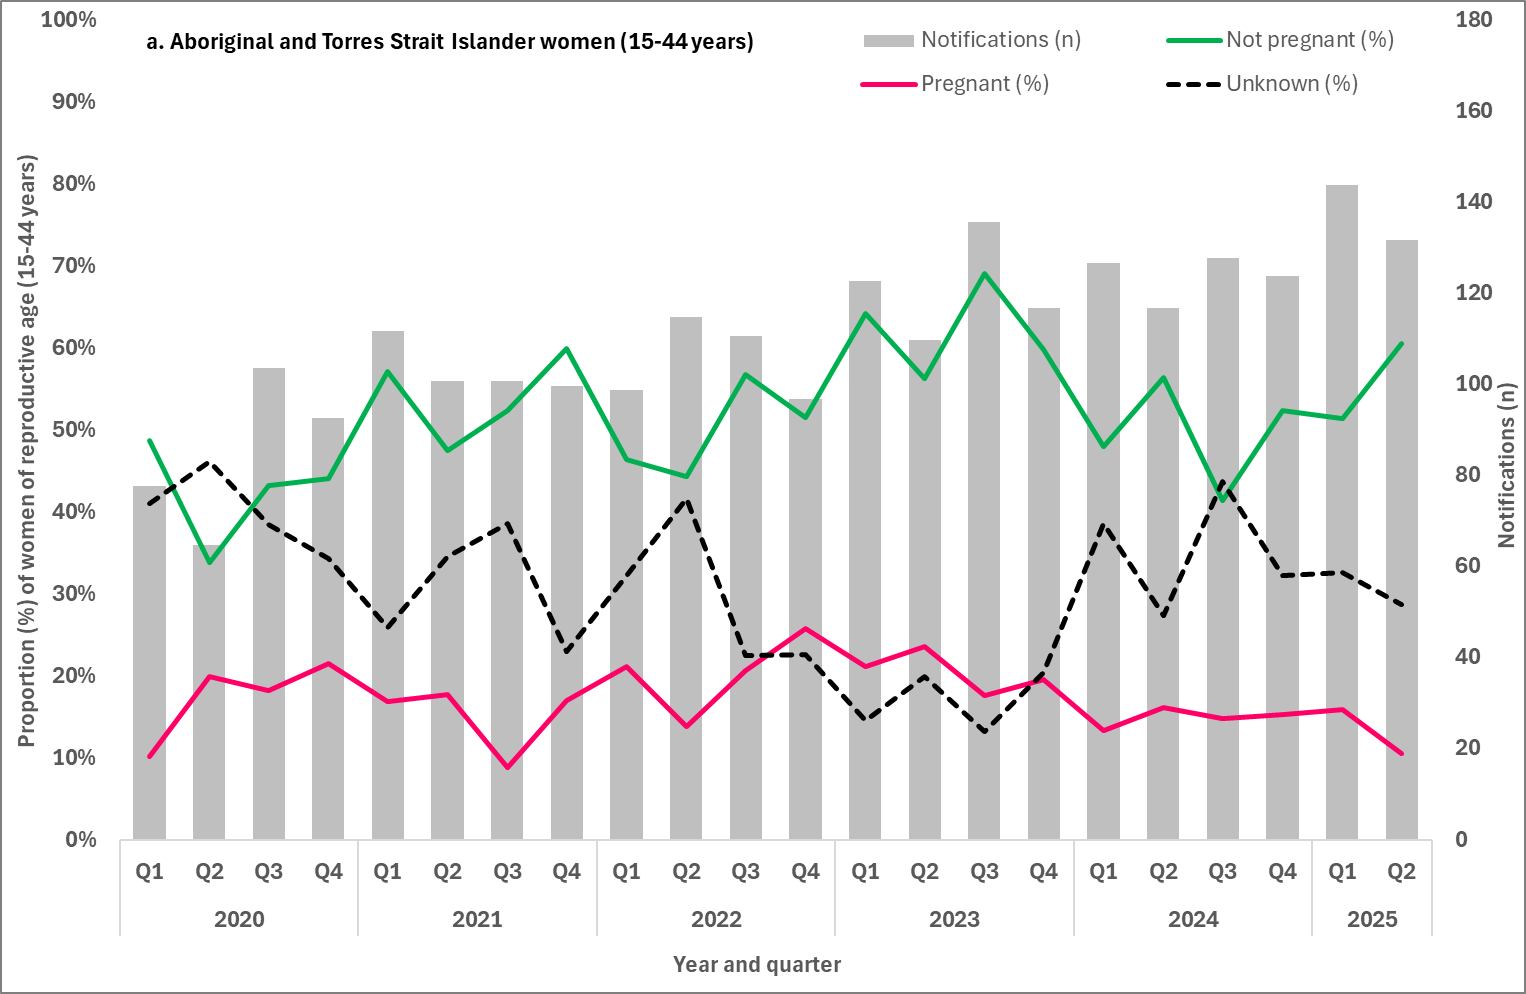 a. Aboriginal and Torres Strait Islander women (15-44 years)
Notifications (n)
Not pregnant (%)
Pregnant (%)
Unknown (%)
Proportion (%) of women of reproductive age (15-44 years)
100%
90%
80%
70%
60%
50%
40%
30%
20%
10%
0%
180
160
140
120
100
80
60
40
20
0
Notifications (n)
Q1 Q2 Q3 Q4 Q1 Q2 Q3 Q4 Q1 Q2 Q3 Q4 Q1 Q2 Q3 Q4 Q1 Q2 Q3 Q4 Q1 Q2
2020 2021 2022 2023 2024 2025
Year and quarter